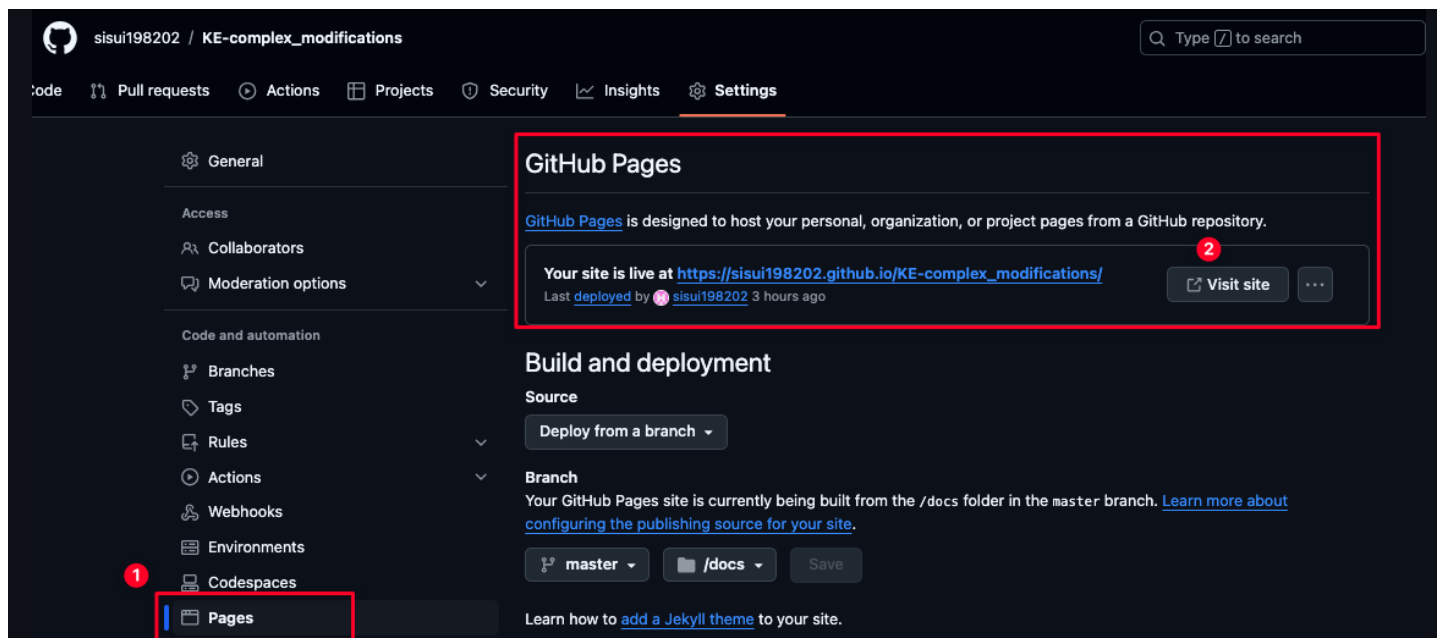 sisui198202 / KE-complex_modifications
Type / to search
Code Pull requests Actions Projects Security Insights Settings
General
Access
Collaborators
Moderation options
Code and automation
Branches
Tags
Rules
Actions
Webhooks
Environments
Codespaces
1
Pages
GitHub Pages
GitHub Pages is designed to host your personal, organization, or project pages from a GitHub repository.
2
Your site is live at https://sisui198202.github.io/KE-complex_modifications/
Last deployed by sisui198202 3 hours ago
Visit site
Build and deployment
Source
Deploy from a branch
Branch
Your GitHub Pages site is currently being built from the /docs folder in the master branch. Learn more about
configuring the publishing source for your site.
master /docs Save
Learn how to add a Jekyll theme to your site.